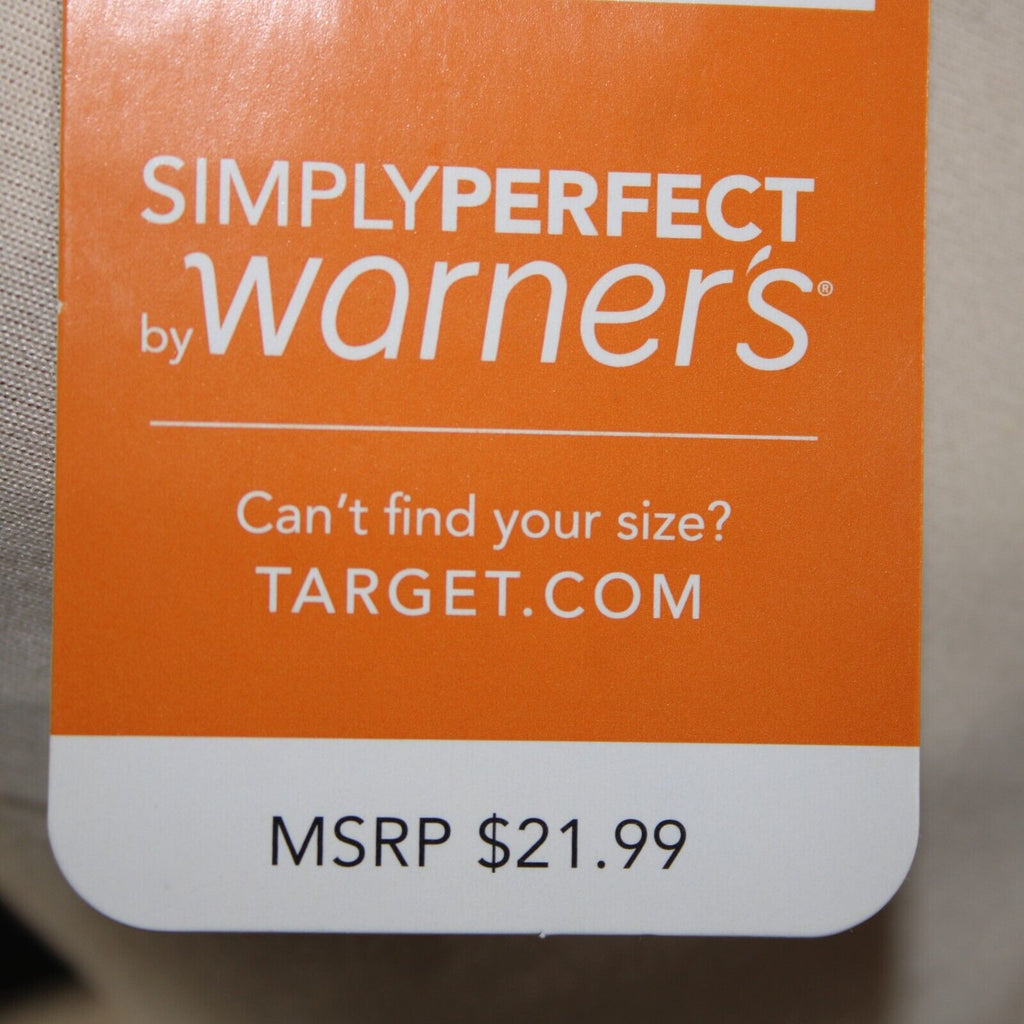 SIMPLYPERFECT
by warner's®
Can't find your size?
TARGET.COM
MSRP $21.99